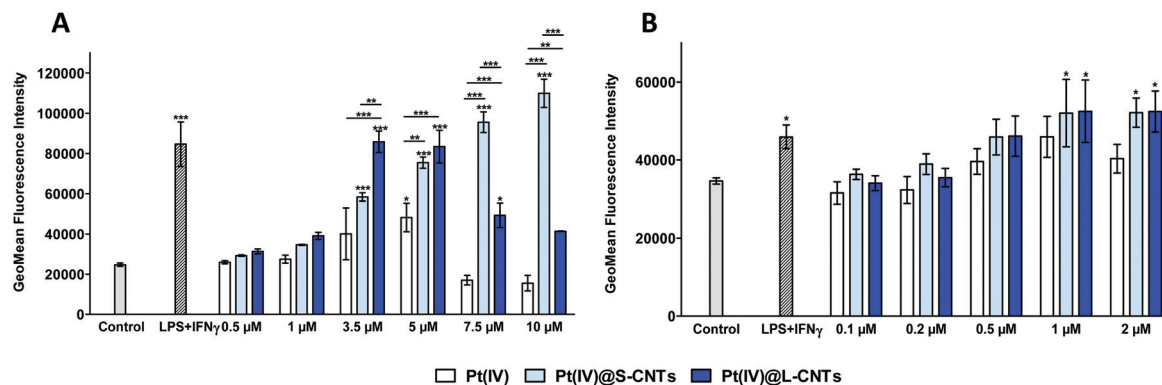 A
GeoMean Fluorescence Intensity
120000
100000
80000
60000
40000
20000
0
***
***
***
**
***
***
***
***
**
***
*
***
***
***
***
***
*
***
**
***
***
Control
LPS+IFNγ
0.5 µM
1 µM
3.5 µM
5 µM
7.5 µM
10 µM
B
GeoMean Fluorescence Intensity
60000
40000
20000
0
*
*
*
*
*
Control
LPS+IFNγ
0.1 µM
0.2 µM
0.5 µM
1 µM
2 µM
Pt(IV)
Pt(IV)@S-CNTs
Pt(IV)@L-CNTs